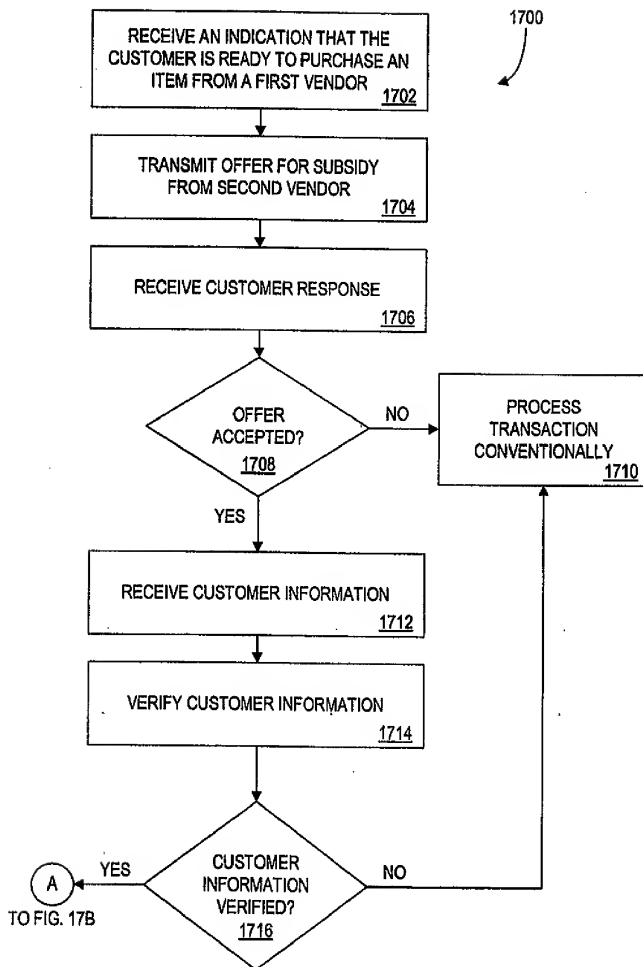 1700
RECEIVE AN INDICATION THAT THE
CUSTOMER IS READY TO PURCHASE AN
ITEM FROM A FIRST VENDOR
1702
TRANSMIT OFFER FOR SUBSIDY
FROM SECOND VENDOR
1704
RECEIVE CUSTOMER RESPONSE
1706
OFFER
ACCEPTED?
1708
NO
PROCESS
TRANSACTION
CONVENTIONALLY
1710
YES
RECEIVE CUSTOMER INFORMATION
1712
VERIFY CUSTOMER INFORMATION
1714
CUSTOMER
INFORMATION
VERIFIED?
1716
NO
YES
A
TO FIG. 17B